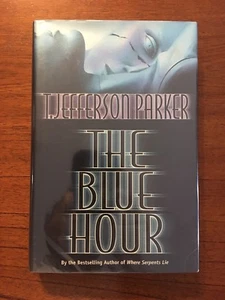 T. JEFFERSON PARKER
THE
BLUE
HOUR
By the Bestselling Author of Where Serpents Lie